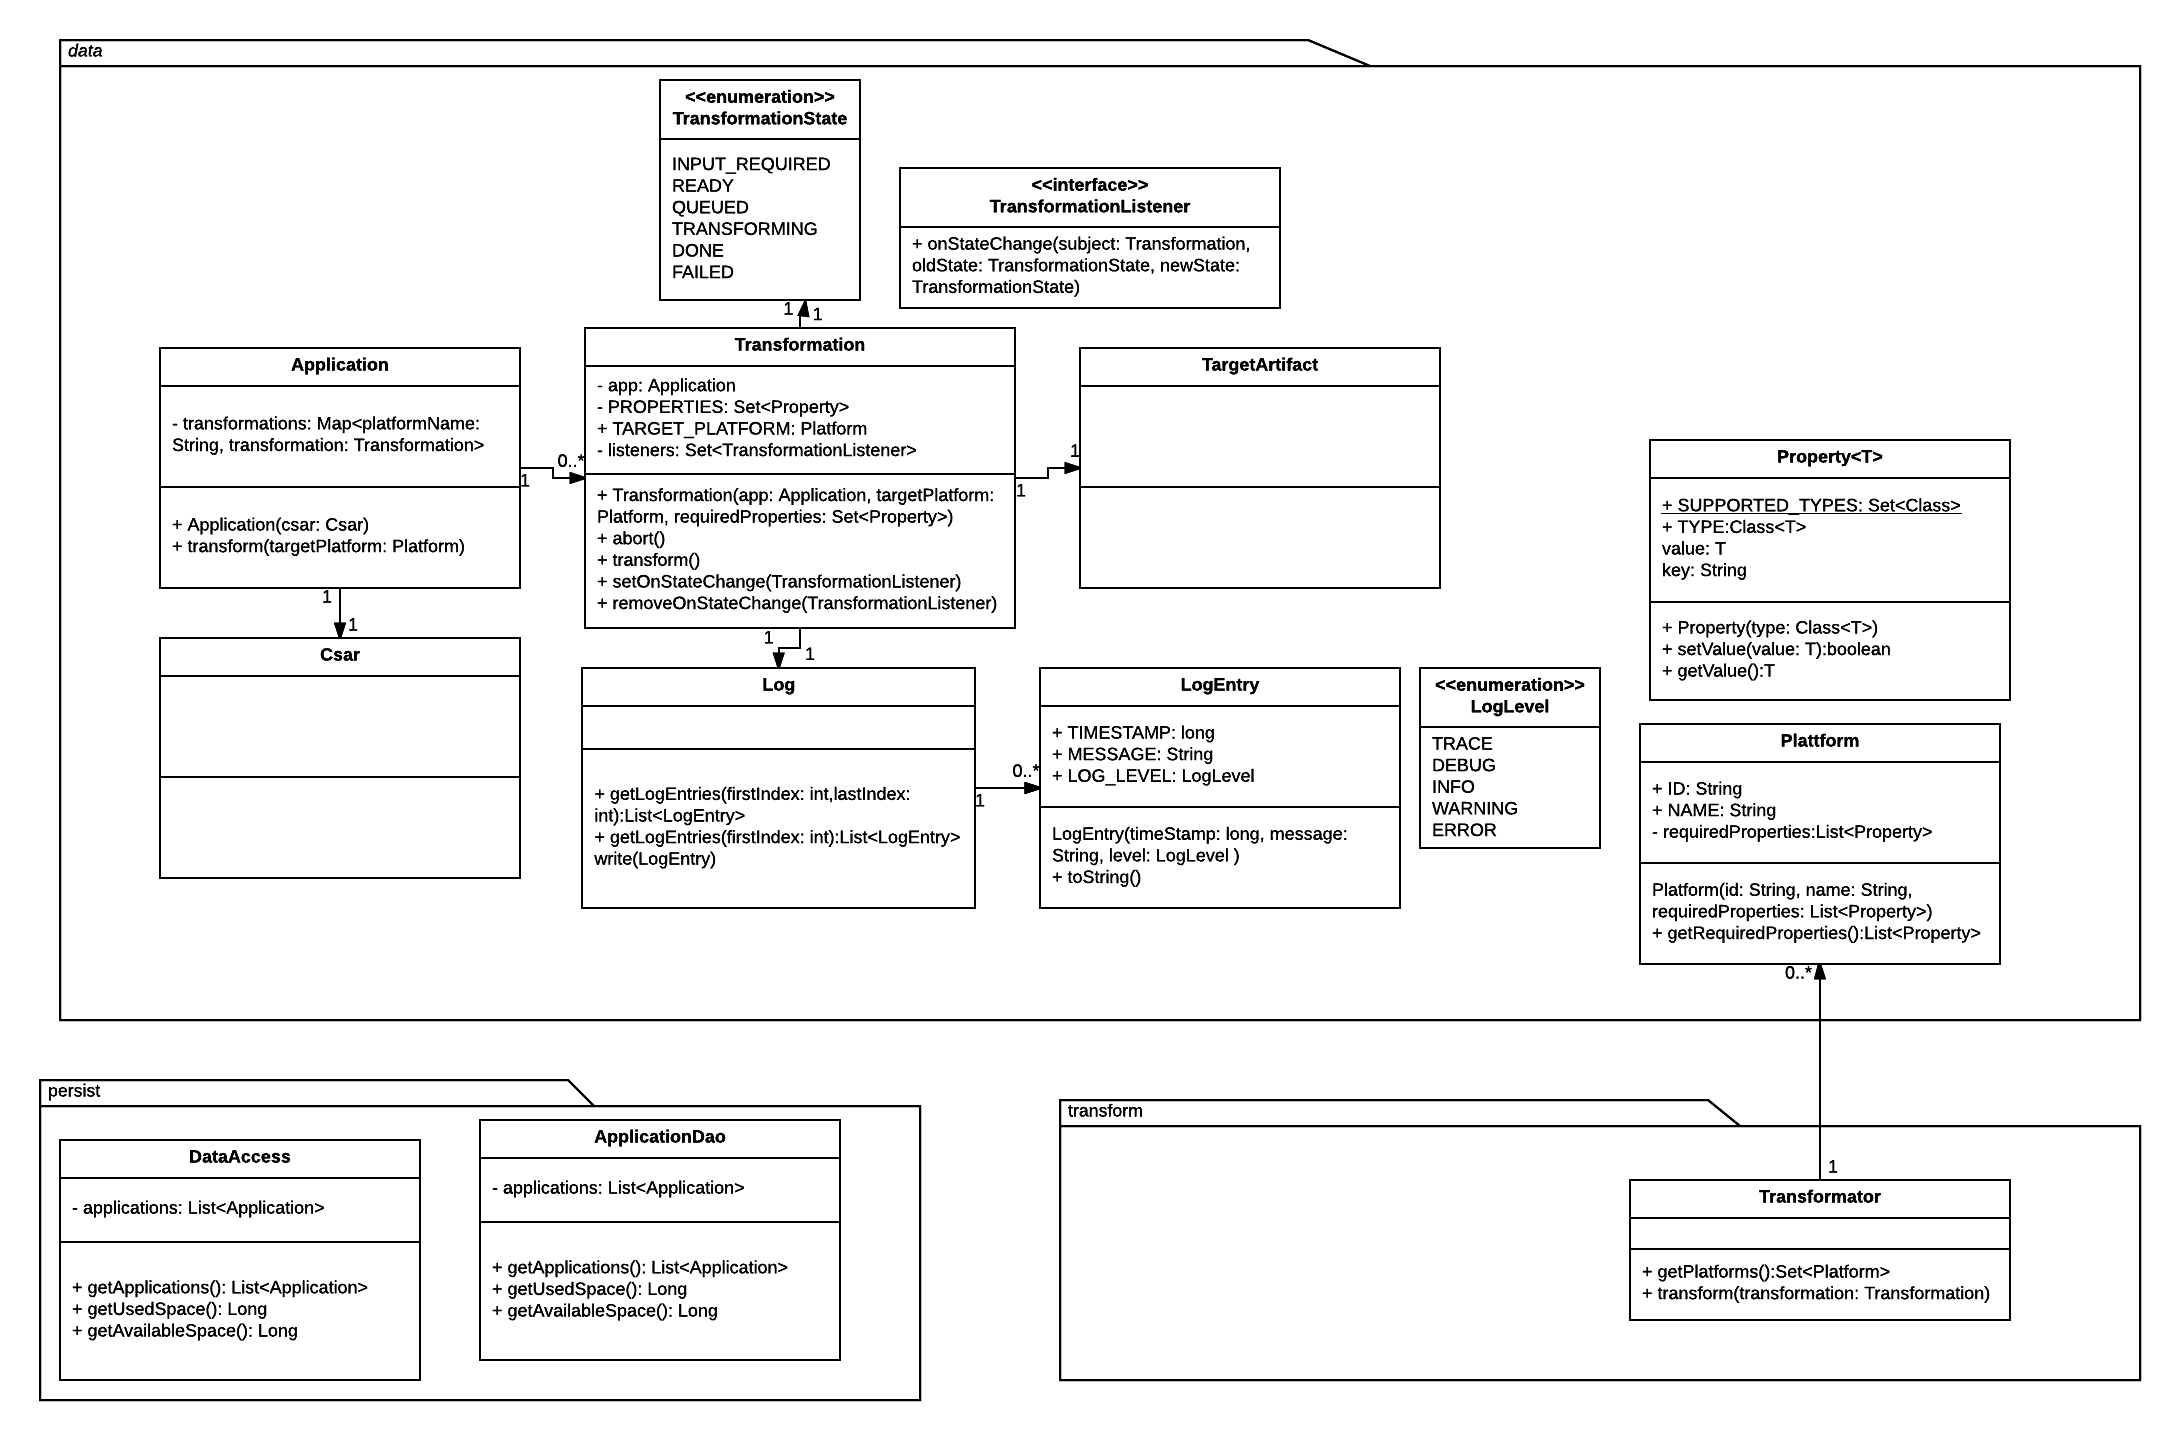 data
<<enumeration>>
TransformationState
INPUT_REQUIRED
READY
QUEUED
TRANSFORMING
DONE
FAILED
<<interface>>
TransformationListener
+ onStateChange(subject: Transformation,
oldState: TransformationState, newState:
TransformationState)
1
1
Application
- transformations: Map<platformName:
String, transformation: Transformation>
+ Application(csar: Csar)
+ transform(targetPlatform: Platform)
0..*
1
Transformation
- app: Application
- PROPERTIES: Set<Property>
+ TARGET_PLATFORM: Platform
- listeners: Set<TransformationListener>
+ Transformation(app: Application, targetPlatform:
Platform, requiredProperties: Set<Property>)
+ abort()
+ transform()
+ setOnStateChange(TransformationListener)
+ removeOnStateChange(TransformationListener)
1
1
TargetArtifact
Property<T>
+ SUPPORTED_TYPES: Set<Class>
+ TYPE:Class<T>
value: T
key: String
+ Property(type: Class<T>)
+ setValue(value: T):boolean
+ getValue():T
1
1
Csar
1
1
Log
+ getLogEntries(firstIndex: int,lastIndex:
int):List<LogEntry>
+ getLogEntries(firstIndex: int):List<LogEntry>
write(LogEntry)
0..*
1
LogEntry
+ TIMESTAMP: long
+ MESSAGE: String
+ LOG_LEVEL: LogLevel
LogEntry(timeStamp: long, message:
String, level: LogLevel )
+ toString()
<<enumeration>>
LogLevel
TRACE
DEBUG
INFO
WARNING
ERROR
Plattform
+ ID: String
+ NAME: String
- requiredProperties:List<Property>
Platform(id: String, name: String,
requiredProperties: List<Property>)
+ getRequiredProperties():List<Property>
0..*
1
persist
DataAccess
- applications: List<Application>
+ getApplications(): List<Application>
+ getUsedSpace(): Long
+ getAvailableSpace(): Long
ApplicationDao
- applications: List<Application>
+ getApplications(): List<Application>
+ getUsedSpace(): Long
+ getAvailableSpace(): Long
transform
Transformator
+ getPlatforms():Set<Platform>
+ transform(transformation: Transformation)